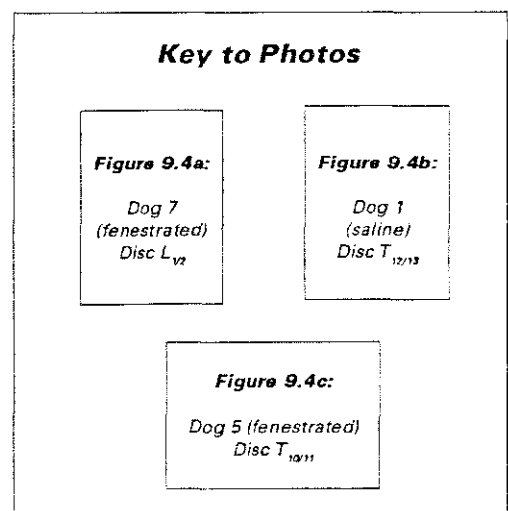 Key to Photos
Figure 9.4a:
Dog 7
(fenestrated)
Disc L1/2
Figure 9.4b:
Dog 1
(saline)
Disc T12/13
Figure 9.4c:
Dog 5 (fenestrated)
Disc T10/11